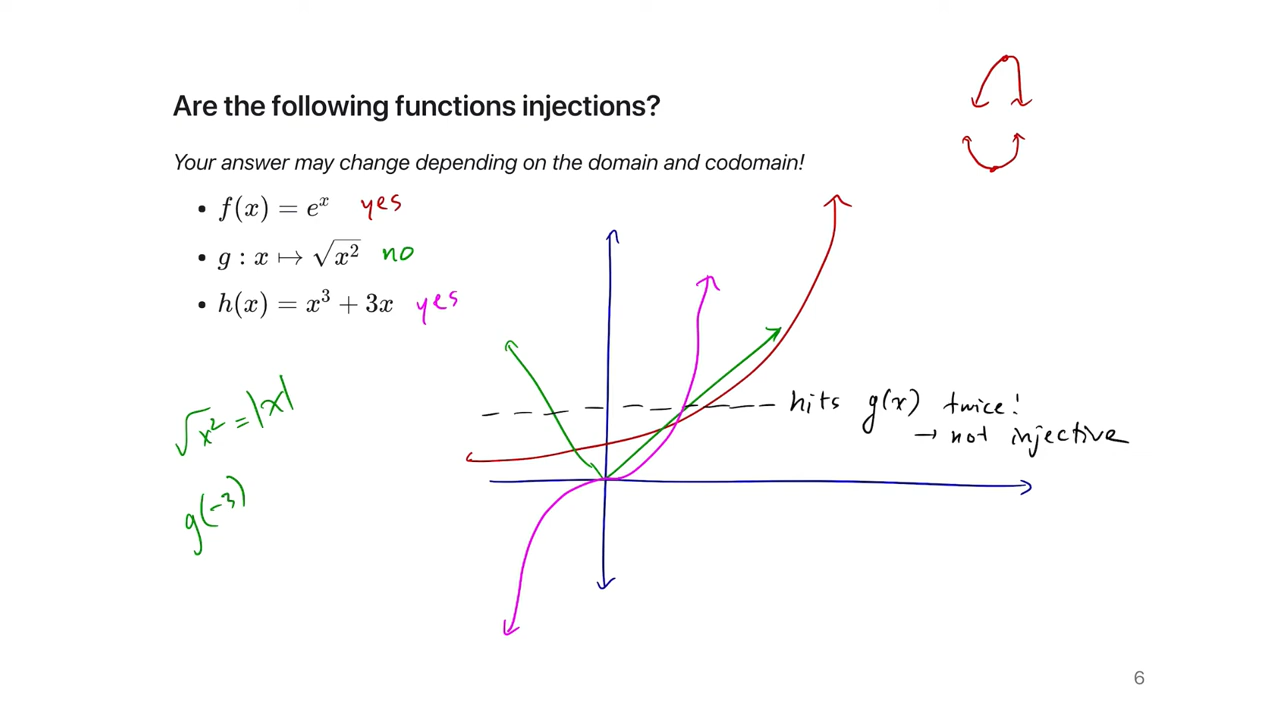 Are the following functions injections?
Your answer may change depending on the domain and codomain!
• f(x) = eˣ yes
• g : x ↦ √x² no
• h(x) = x³ + 3x yes
√x² = |x|
hits g(x) twice!
→ not injective
g(-3)
6